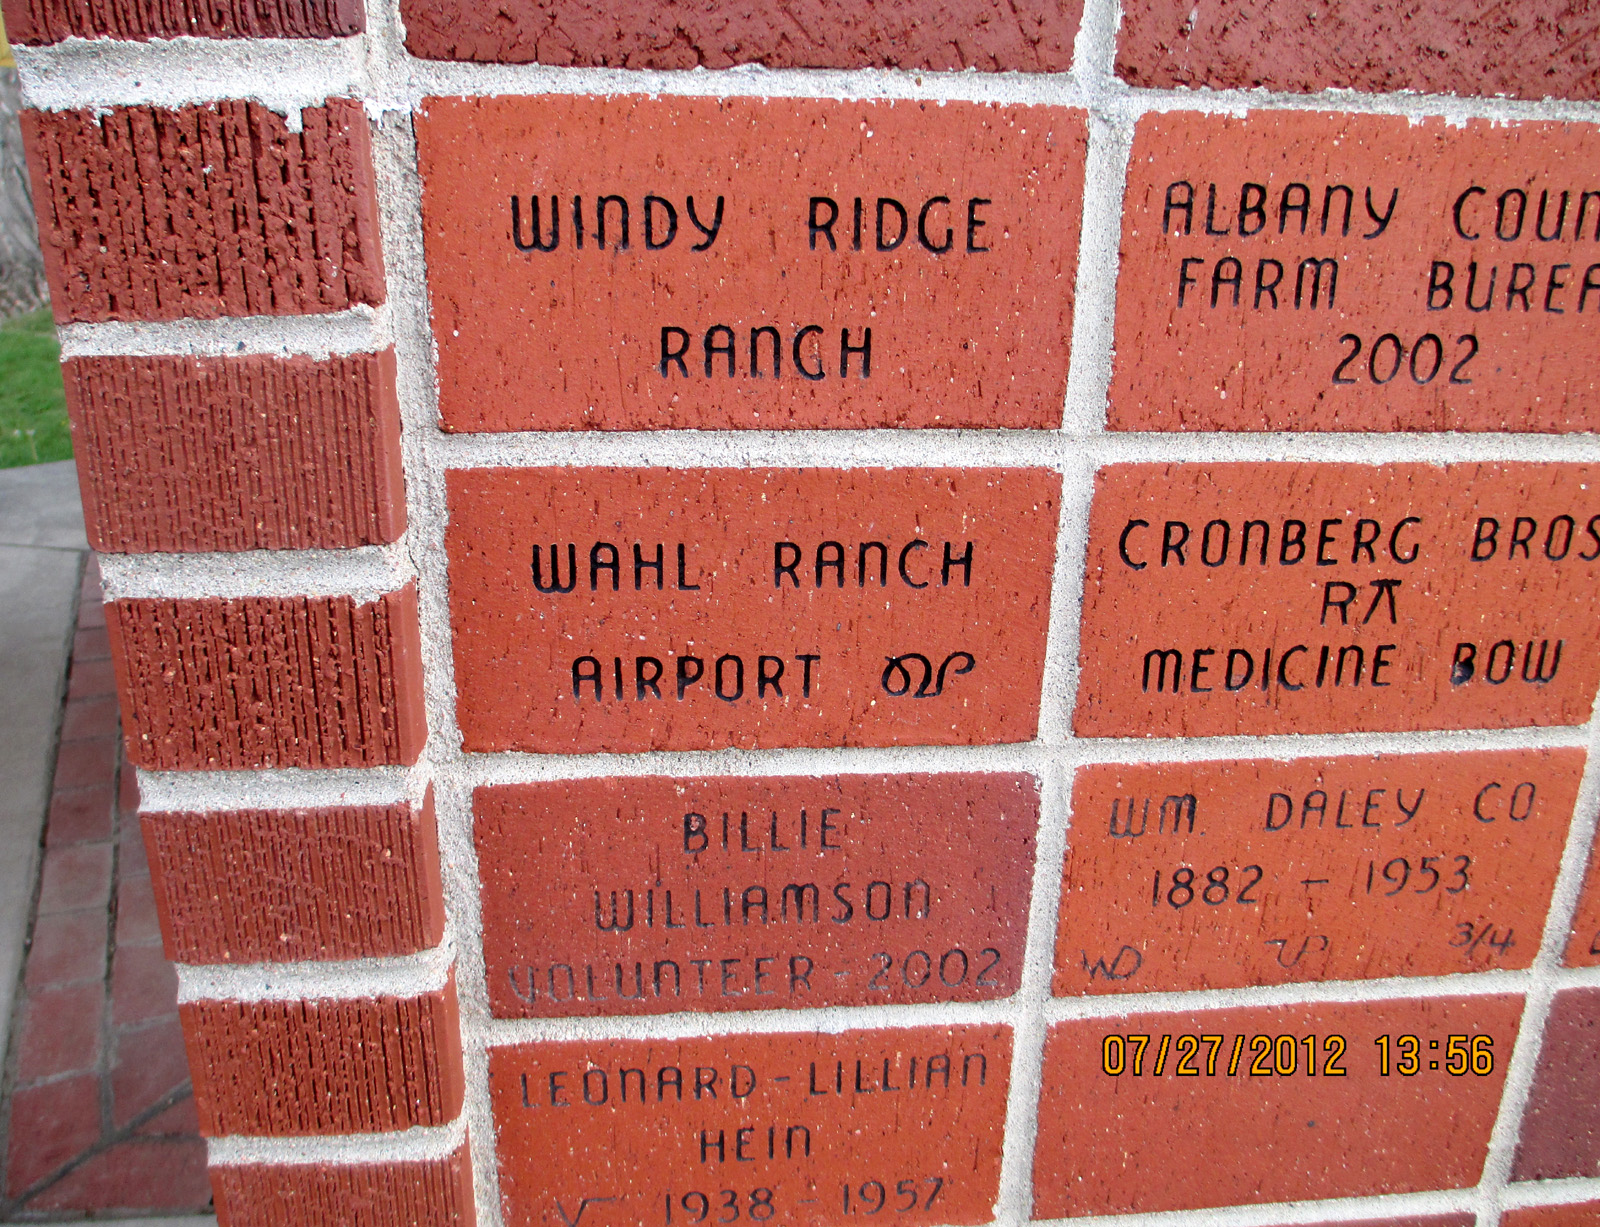 WINDY RIDGE
RANCH
ALBANY COUN
FARM BUREA
2002
WAHL RANCH
AIRPORT
CRONBERG BROS
MEDICINE BOW
BILLIE
WILLIAMSON
VOLUNTEER - 2002
WM. DALEY CO
1882 - 1953
3/4
LEONARD - LILLIAN
HEIN
1938 - 1957
07/27/2012 13:56